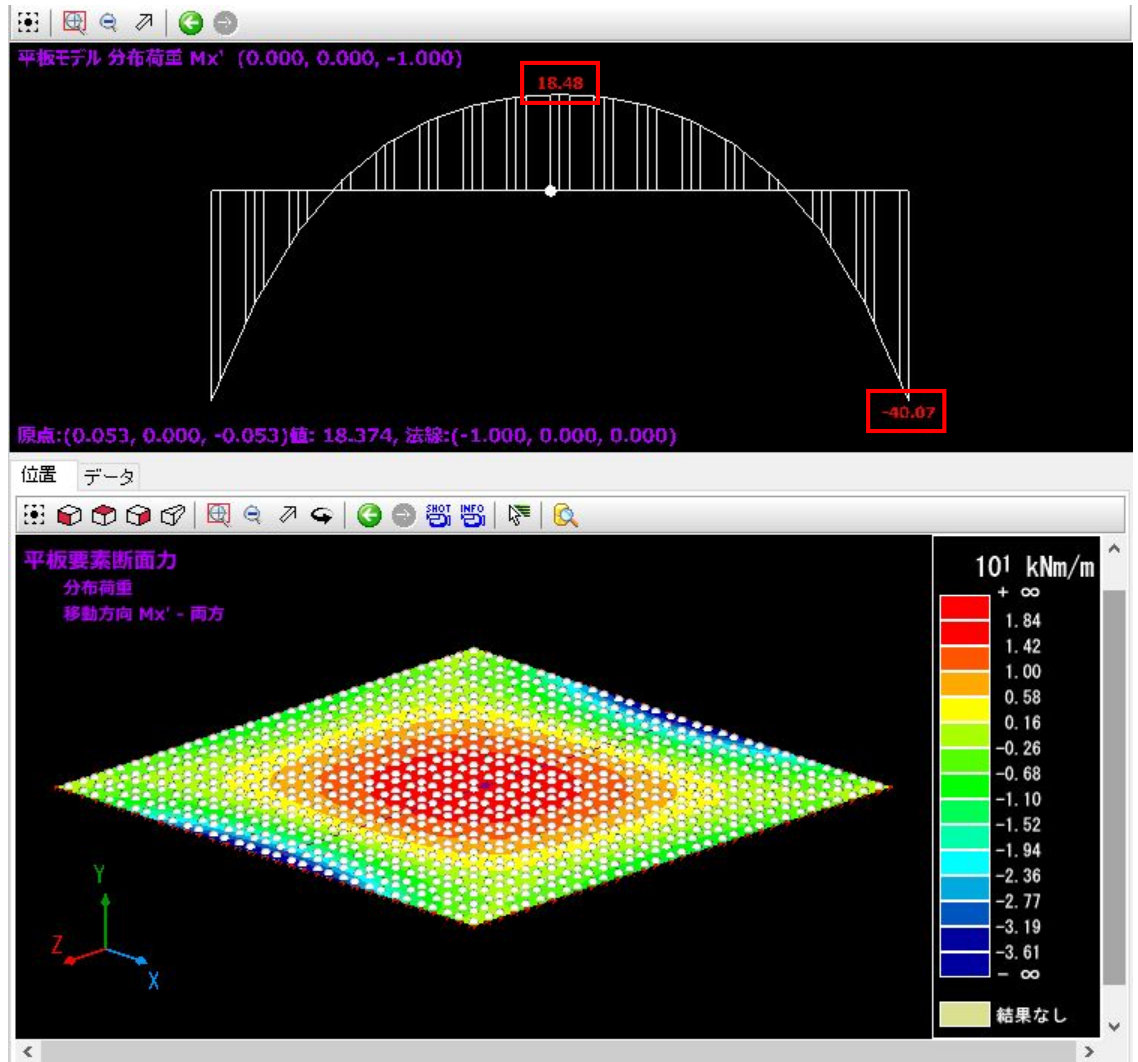 平板モデル 分布荷重 Mx' (0.000, 0.000, -1.000)
18.48
-40.07
原点:(0.053, 0.000, -0.053)値: 18.374, 法線:(-1.000, 0.000, 0.000)
位置 データ
SHOT INFO
平板要素断面力
分布荷重
移動方向 Mx' - 両方
10¹ kNm/m
+ ∞
1.84
1.42
1.00
0.58
0.16
-0.26
-0.68
-1.10
-1.52
-1.94
-2.36
-2.77
-3.19
-3.61
- ∞
結果なし
Y
Z
X